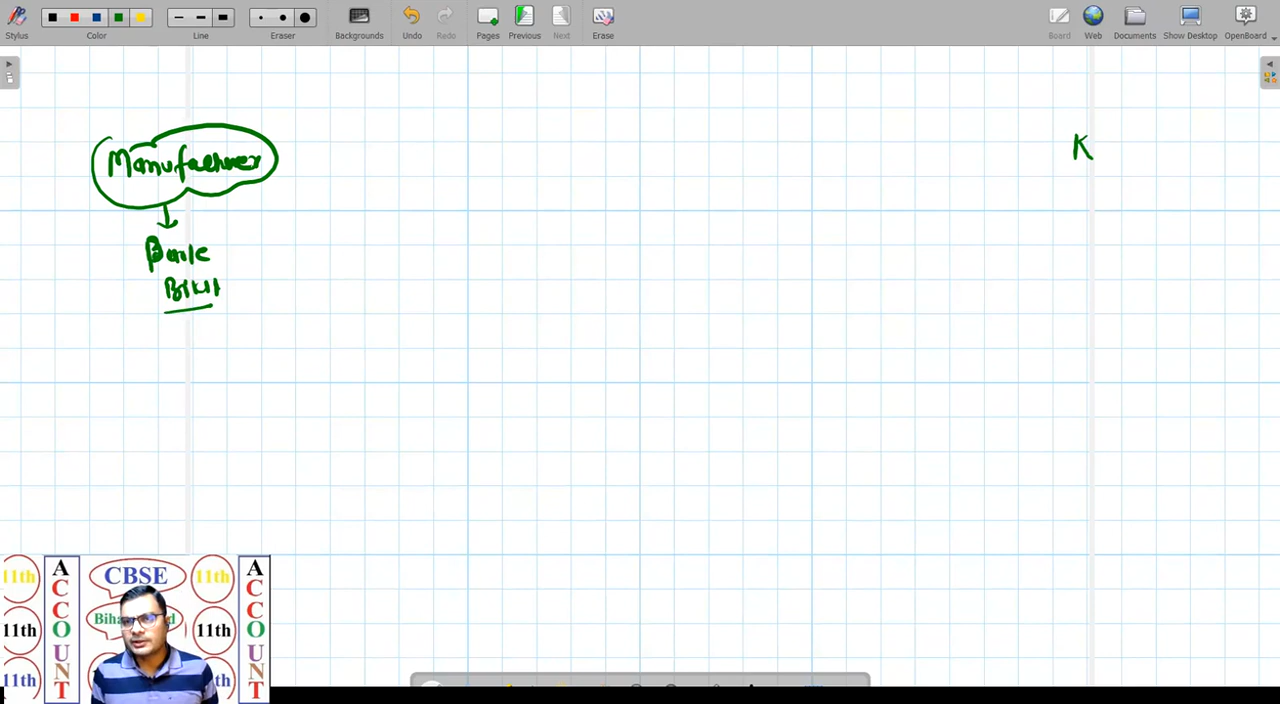 Stylus
Color
Line
Eraser
Backgrounds
Undo
Redo
Pages
Previous
Next
Erase
Board
Web
Documents
Show Desktop
OpenBoard
Manufacturer
K
11th
ACCOUNT
CBSE
11th
ACCOUNT
11th
Biha
d
11th
11th